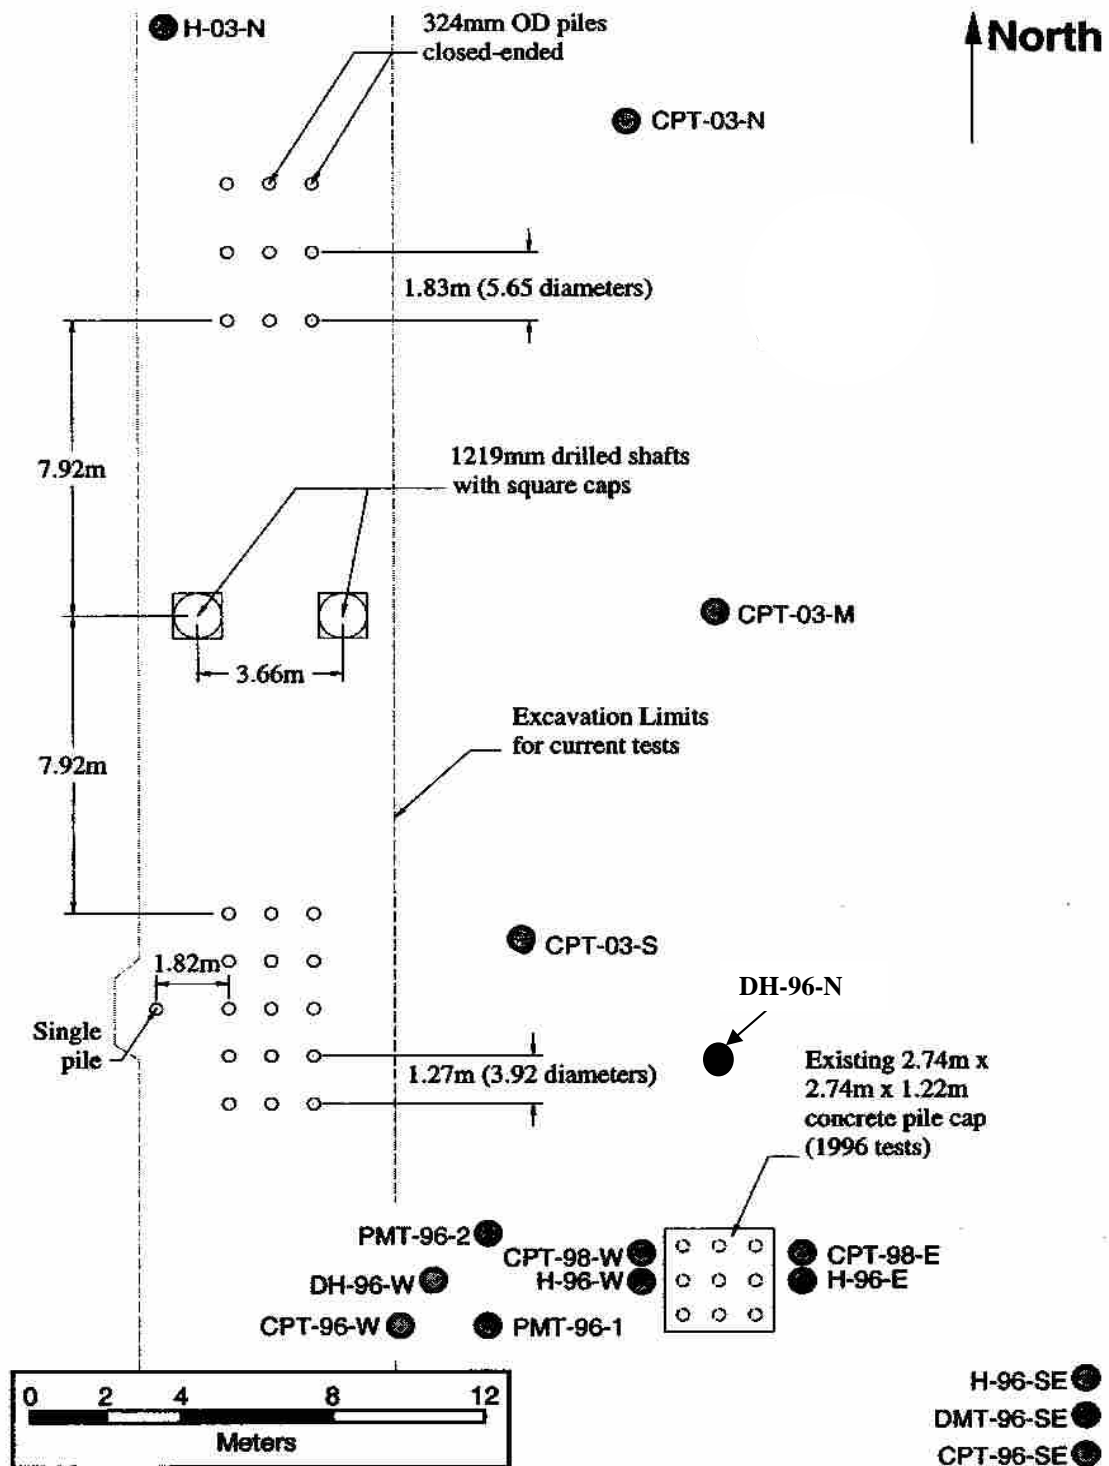 H-03-N
324mm OD piles
closed-ended
North
CPT-03-N
1.83m (5.65 diameters)
7.92m
1219mm drilled shafts
with square caps
CPT-03-M
3.66m
Excavation Limits
for current tests
7.92m
CPT-03-S
1.82m
DH-96-N
Single
pile
1.27m (3.92 diameters)
Existing 2.74m x
2.74m x 1.22m
concrete pile cap
(1996 tests)
PMT-96-2
CPT-98-W
CPT-98-E
DH-96-W
H-96-W
H-96-E
CPT-96-W
PMT-96-1
0 2 4 8 12
Meters
H-96-SE
DMT-96-SE
CPT-96-SE